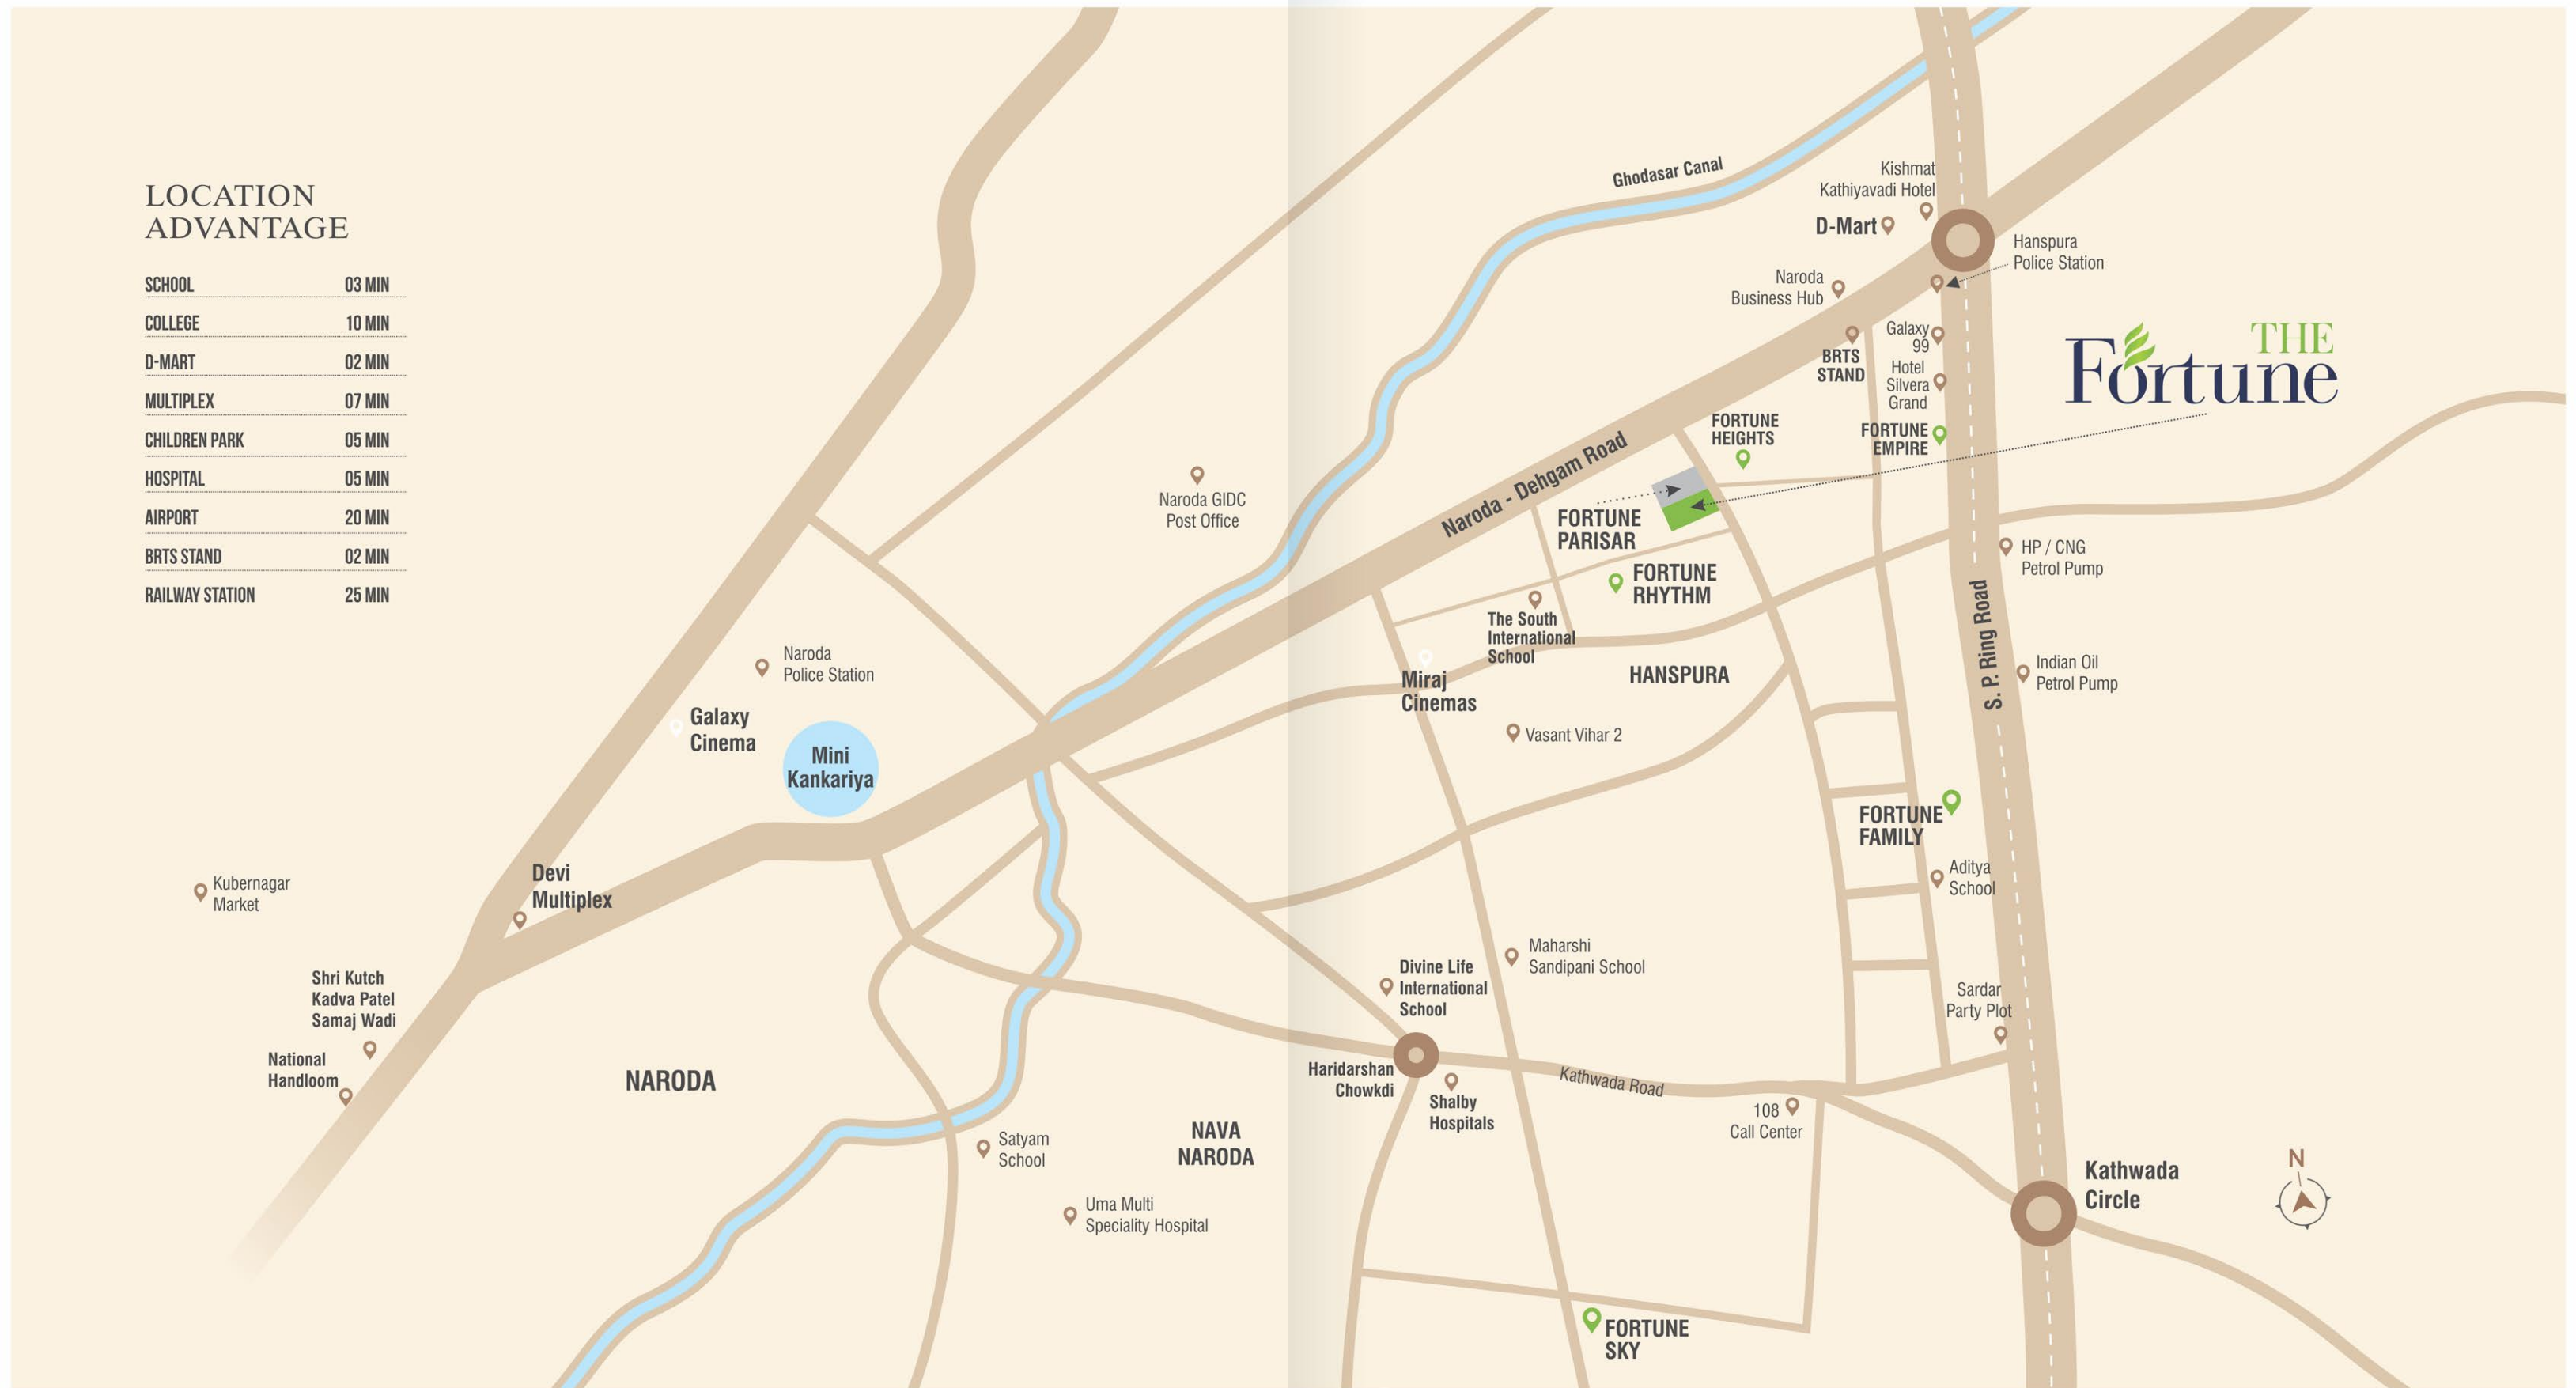 LOCATION
ADVANTAGE
SCHOOL 03 MIN
COLLEGE 10 MIN
D-MART 02 MIN
MULTIPLEX 07 MIN
CHILDREN PARK 05 MIN
HOSPITAL 05 MIN
AIRPORT 20 MIN
BRTS STAND 02 MIN
RAILWAY STATION 25 MIN
Ghodasar Canal
Kishmat
Kathiyavadi Hotel
D-Mart
Hanspura
Police Station
Naroda
Business Hub
BRTS
STAND
Galaxy
99
Hotel
Silvera
Grand
THE
Fortune
FORTUNE
HEIGHTS
FORTUNE
EMPIRE
Naroda - Dehgam Road
Naroda GIDC
Post Office
FORTUNE
PARISAR
FORTUNE
RHYTHM
HP / CNG
Petrol Pump
The South
International
School
S. P. Ring Road
Naroda
Police Station
Miraj
Cinemas
HANSPURA
Indian Oil
Petrol Pump
Galaxy
Cinema
Mini
Kankariya
Vasant Vihar 2
FORTUNE
FAMILY
Devi
Multiplex
Kubernagar
Market
Aditya
School
Shri Kutch
Kadva Patel
Samaj Wadi
Divine Life
International
School
Maharshi
Sandipani School
Sardar
Party Plot
National
Handloom
NARODA
Haridarshan
Chowkdi
Kathwada Road
Shalby
Hospitals
108
Call Center
NAVA
NARODA
Satyam
School
Uma Multi
Speciality Hospital
Kathwada
Circle
N
FORTUNE
SKY